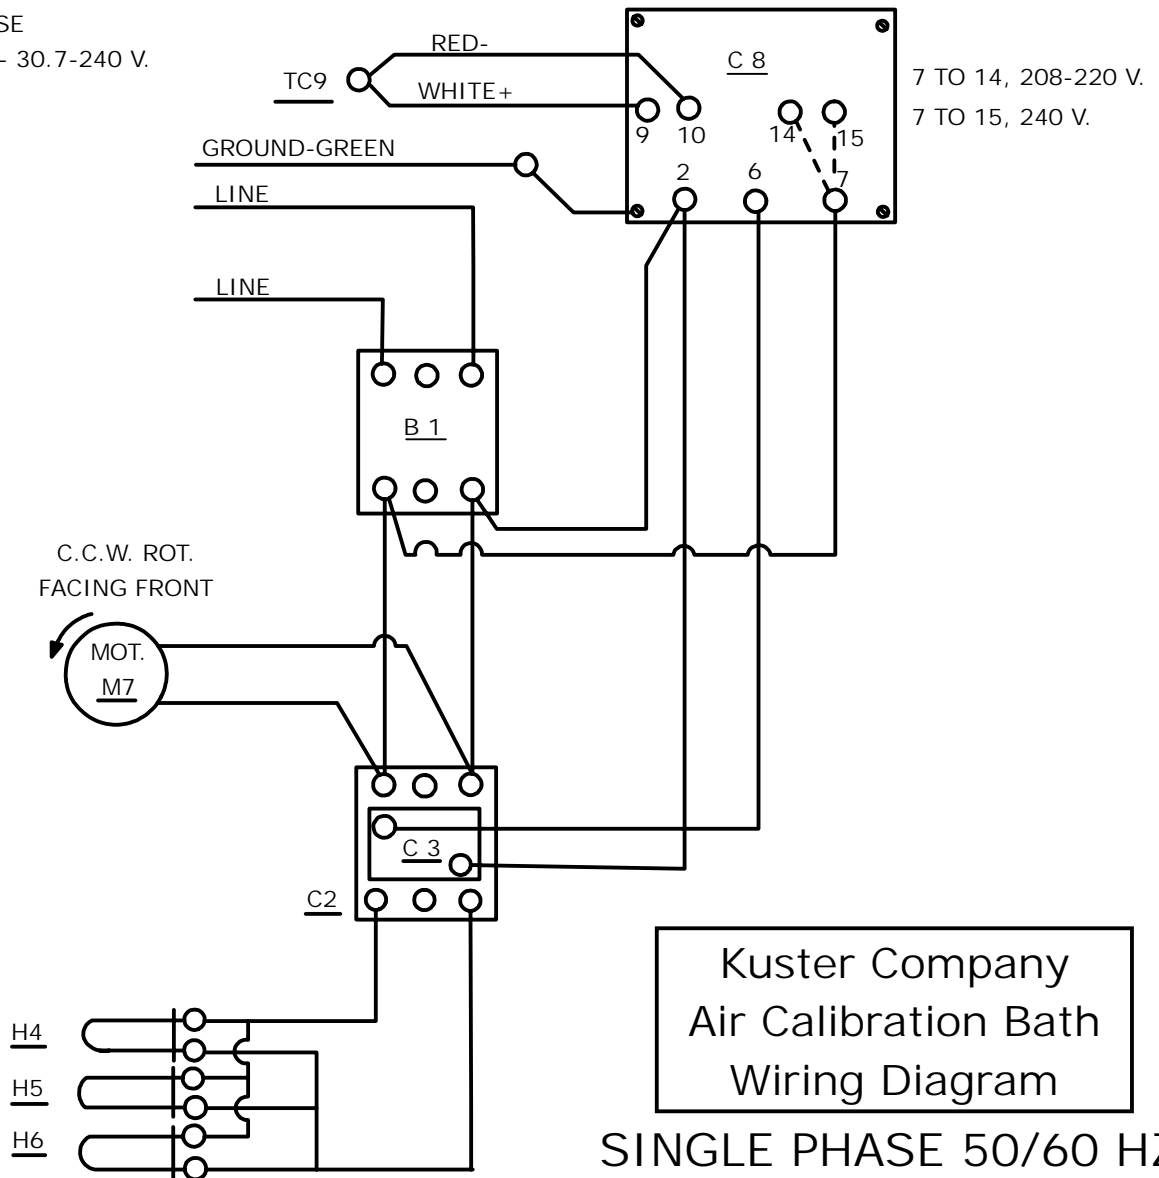 SE
- 30.7-240 V.
RED-
TC9
WHITE+
C 8
7 TO 14, 208-220 V.
7 TO 15, 240 V.
9
10
14
15
GROUND-GREEN
2
6
7
LINE
LINE
B 1
C.C.W. ROT.
FACING FRONT
MOT.
M7
C 3
C2
Kuster Company
Air Calibration Bath
Wiring Diagram
H4
H5
H6
SINGLE PHASE 50/60 HZ